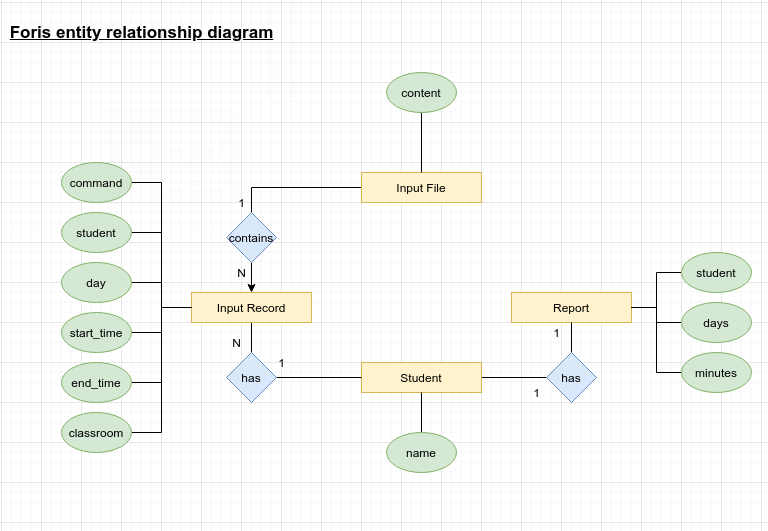 Foris entity relationship diagram
content
Input File
1
contains
N
command
student
day
start_time
end_time
classroom
Input Record
N
has
1
Student
name
1
has
1
Report
student
days
minutes